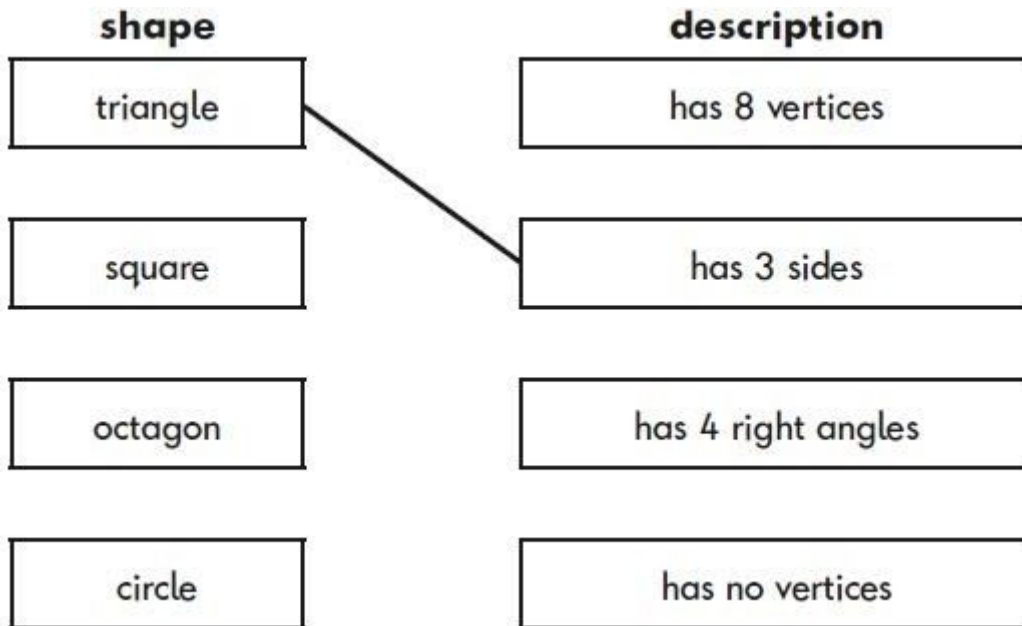 shape description
triangle has 8 vertices
square has 3 sides
octagon has 4 right angles
circle has no vertices